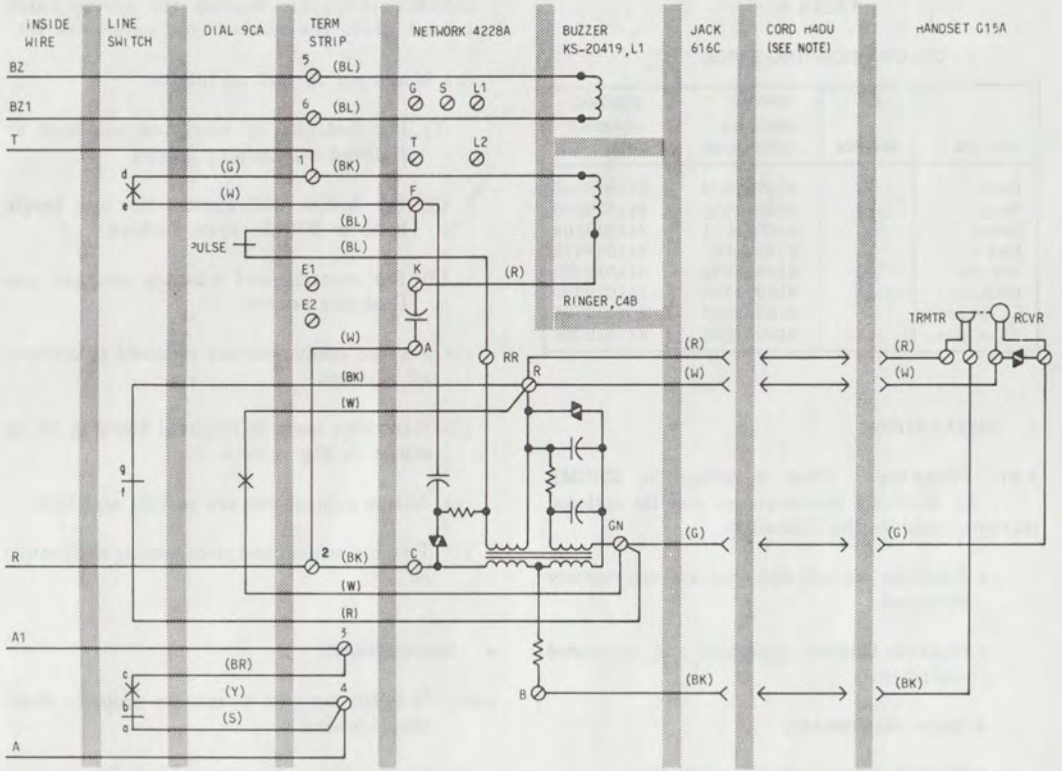 INSIDE WIRE
LINE SWITCH
DIAL 9CA
TERM STRIP
NETWORK 4228A
BUZZER KS-20419,L1
JACK 616C
CORD H4DU (SEE NOTE)
HANDSET G15A
BZ
5
(BL)
G S L1
BZ1
6
(BL)
T
1
T L2
d
(G)
(BK)
e
(W)
F
(BL)
PULSE
(BL)
E1
K
(R)
E2
RINGER,C4B
TRMTR
RCVR
(W)
A
RR
(R)
(R)
(BK)
R
(W)
(W)
(W)
g
f
GN
(G)
(G)
R
2
(BK)
C
(W)
(R)
A1
3
(BR)
c
(Y)
4
B
(BK)
(BK)
(S)
a
A